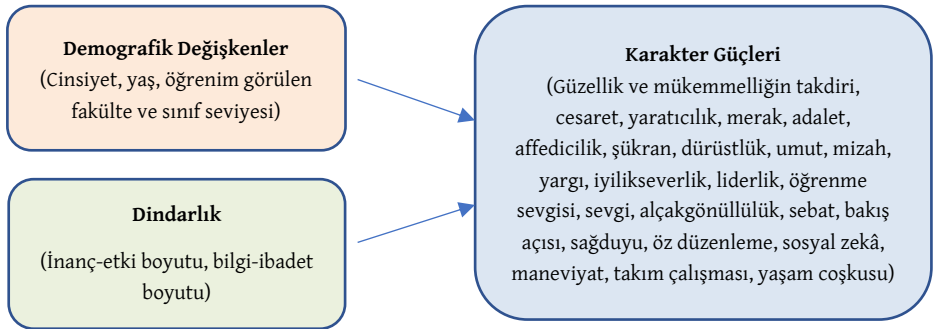 Demografik Değişkenler
(Cinsiyet, yaş, öğrenim görülen
fakülte ve sınıf seviyesi)
Dindarlık
(İnanç-etki boyutu, bilgi-ibadet
boyutu)
Karakter Güçleri
(Güzellik ve mükemmelliğin takdiri,
cesaret, yaratıcılık, merak, adalet,
affedicilik, şükran, dürüstlük, umut, mizah,
yargı, iyilikseverlik, liderlik, öğrenme
sevgisi, sevgi, alçakgönüllülük, sebat, bakış
açısı, sağduyu, öz düzenleme, sosyal zekâ,
maneviyat, takım çalışması, yaşam coşkusu)